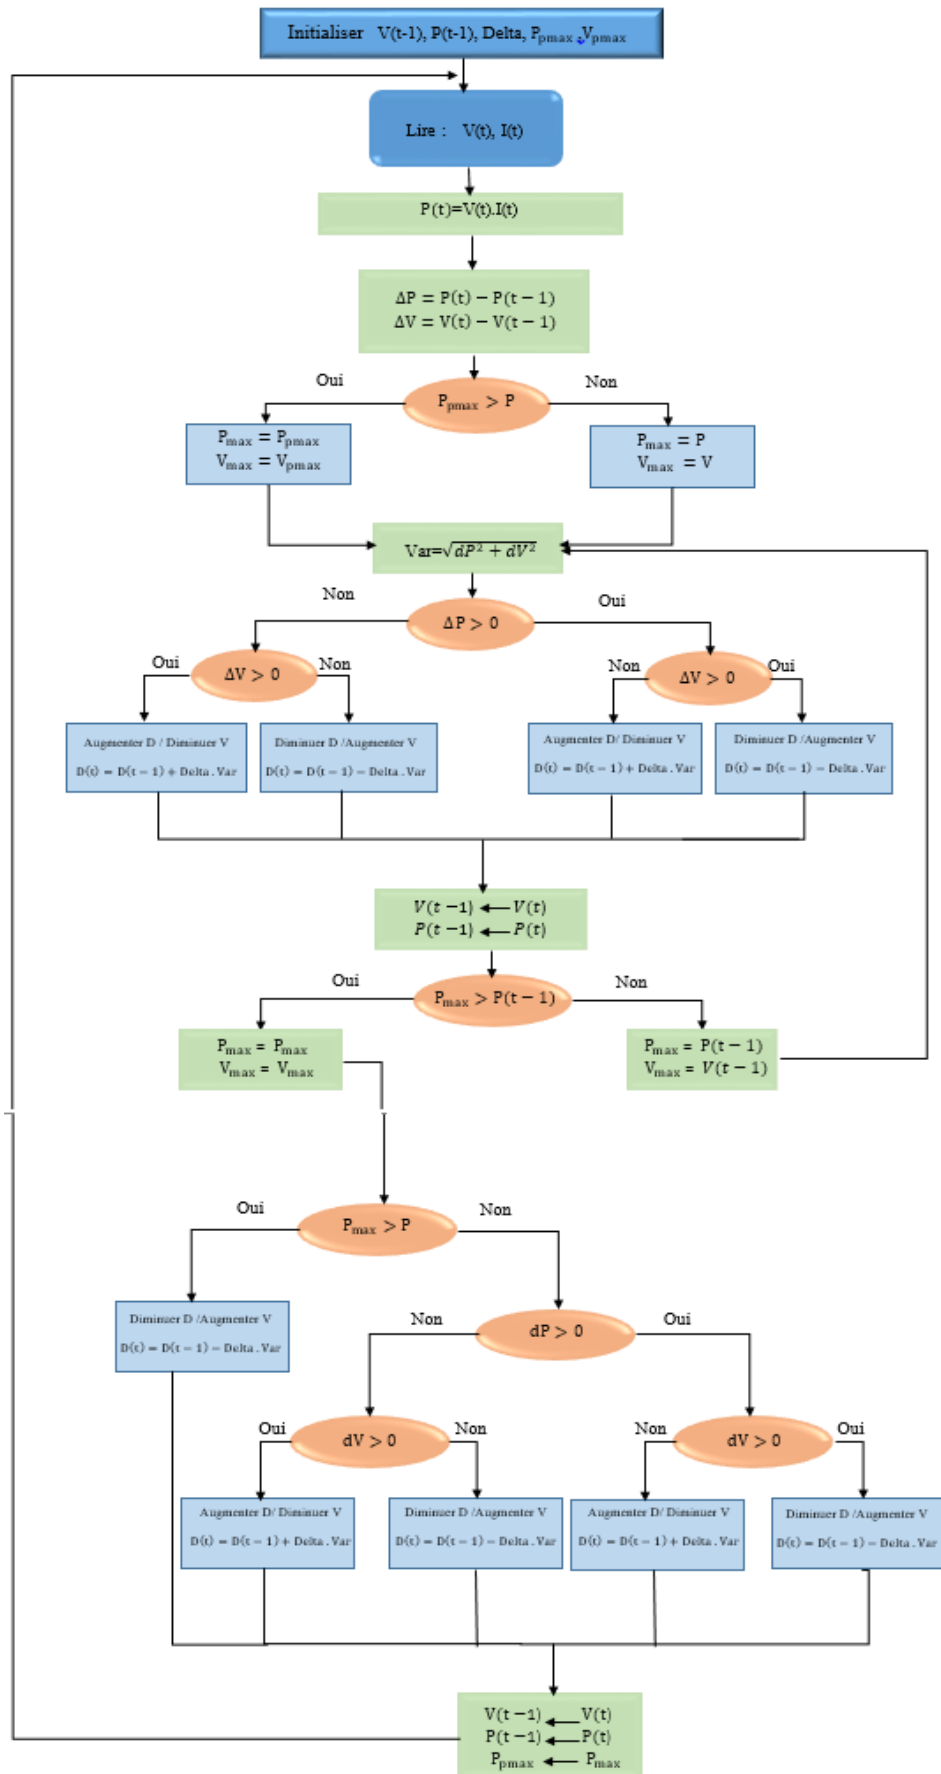 Initialiser V(t-1), P(t-1), Delta, Ppmax ,Vpmax
Lire : V(t), I(t)
P(t)=V(t).I(t)
ΔP = P(t) − P(t − 1)
ΔV = V(t) − V(t − 1)
Oui
Non
Ppmax > P
Pmax = Ppmax
Vmax = Vpmax
Pmax = P
Vmax = V
Var=√dP² + dV²
Non
Oui
ΔP > 0
Oui
ΔV > 0
Non
Non
ΔV > 0
Oui
Augmenter D / Diminuer V
D(t) = D(t − 1) + Delta . Var
Diminuer D /Augmenter V
D(t) = D(t − 1) − Delta . Var
Augmenter D/ Diminuer V
D(t) = D(t − 1) + Delta . Var
Diminuer D /Augmenter V
D(t) = D(t − 1) − Delta . Var
V(t −1) ← V(t)
P(t −1) ← P(t)
Oui
Non
Pmax > P(t − 1)
Pmax = Pmax
Vmax = Vmax
Pmax = P(t − 1)
Vmax = V(t − 1)
Oui
Non
Pmax > P
Diminuer D /Augmenter V
D(t) = D(t − 1) − Delta . Var
Non
dP > 0
Oui
Oui
dV > 0
Non
Non
dV > 0
Oui
Augmenter D/ Diminuer V
D(t) = D(t − 1) + Delta . Var
Diminuer D /Augmenter V
D(t) = D(t − 1) − Delta . Var
Augmenter D/ Diminuer V
D(t) = D(t − 1) + Delta . Var
Diminuer D /Augmenter V
D(t) = D(t − 1) − Delta . Var
V(t −1) ← V(t)
P(t −1) ← P(t)
Ppmax ← Pmax